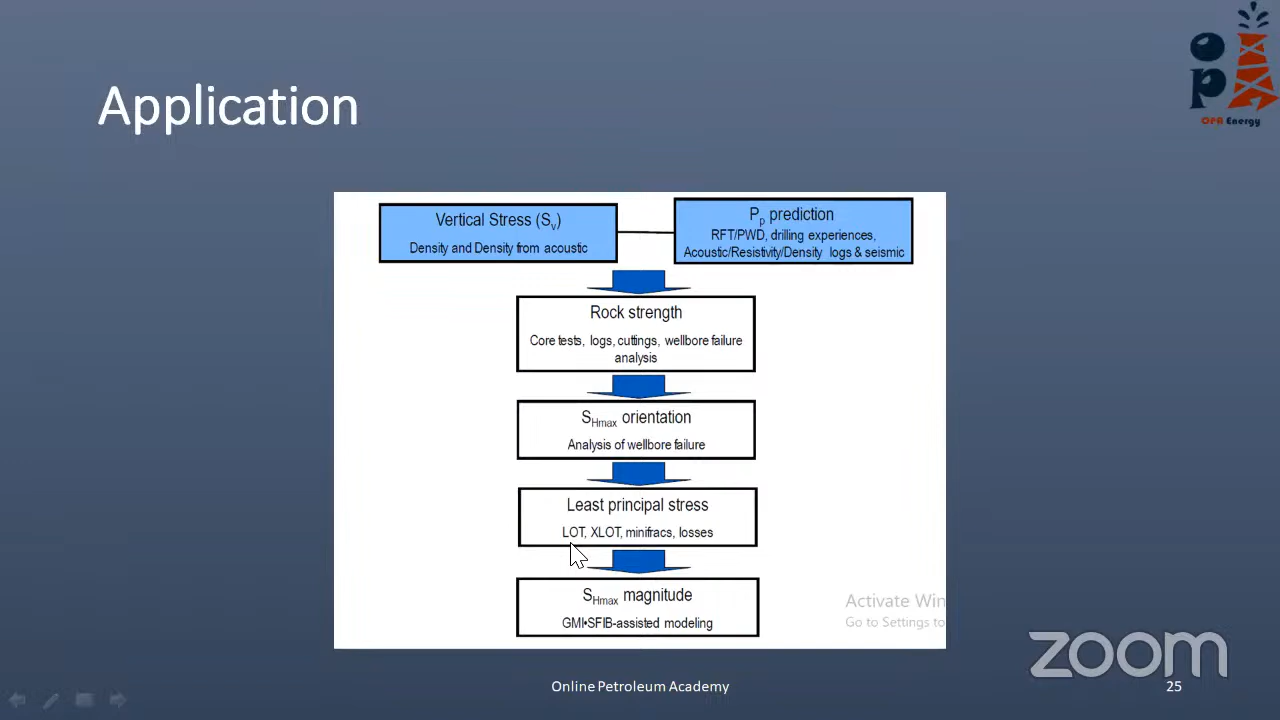 OPA Energy
Application
Vertical Stress (Sv)
Density and Density from acoustic
Pp prediction
RFT/PWD, drilling experiences,
Acoustic/Resistivity/Density logs & seismic
Rock strength
Core tests, logs, cuttings, wellbore failure
analysis
SHmax orientation
Analysis of wellbore failure
Least principal stress
LOT, XLOT, minifracs, losses
SHmax magnitude
GMI•SFIB-assisted modeling
Activate Win
Go to Settings to
zoom
Online Petroleum Academy
25